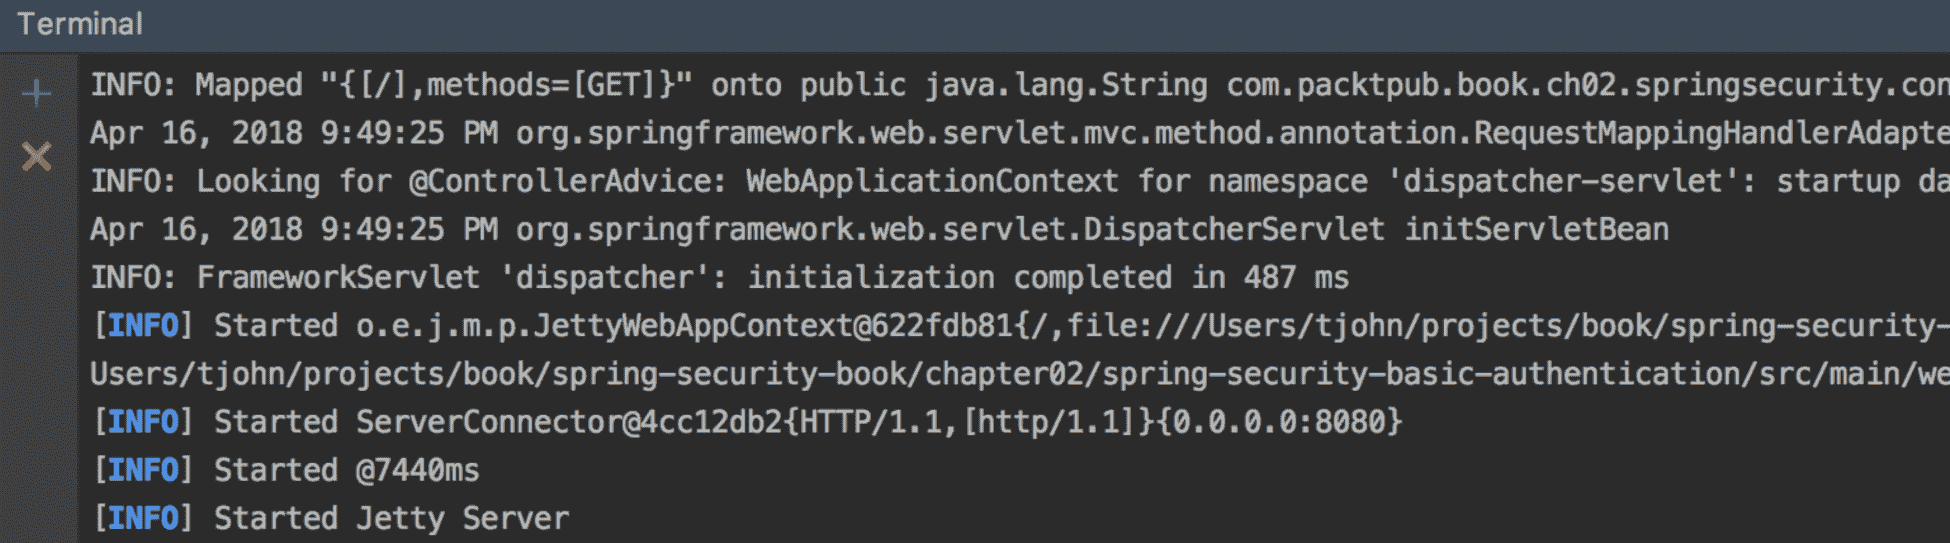 Terminal
INFO: Mapped "{[/],methods=[GET]}" onto public java.lang.String com.packtpub.book.ch02.springsecurity.con
Apr 16, 2018 9:49:25 PM org.springframework.web.servlet.mvc.method.annotation.RequestMappingHandlerAdapte
INFO: Looking for @ControllerAdvice: WebApplicationContext for namespace 'dispatcher-servlet': startup da
Apr 16, 2018 9:49:25 PM org.springframework.web.servlet.DispatcherServlet initServletBean
INFO: FrameworkServlet 'dispatcher': initialization completed in 487 ms
[INFO] Started o.e.j.m.p.JettyWebAppContext@622fdb81{/,file:///Users/tjohn/projects/book/spring-security-
Users/tjohn/projects/book/spring-security-book/chapter02/spring-security-basic-authentication/src/main/we
[INFO] Started ServerConnector@4cc12db2{HTTP/1.1,[http/1.1]}{0.0.0.0:8080}
[INFO] Started @7440ms
[INFO] Started Jetty Server